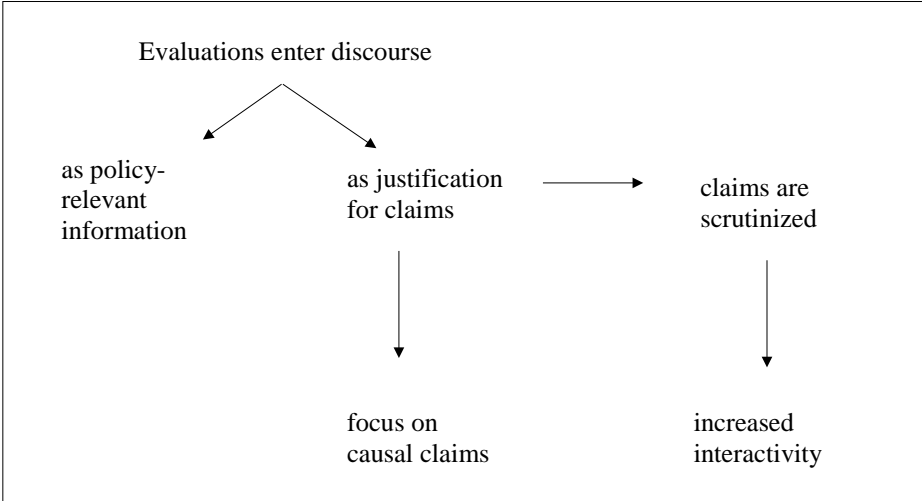 Evaluations enter discourse
as policy-
relevant
information
as justification
for claims
claims are
scrutinized
focus on
causal claims
increased
interactivity